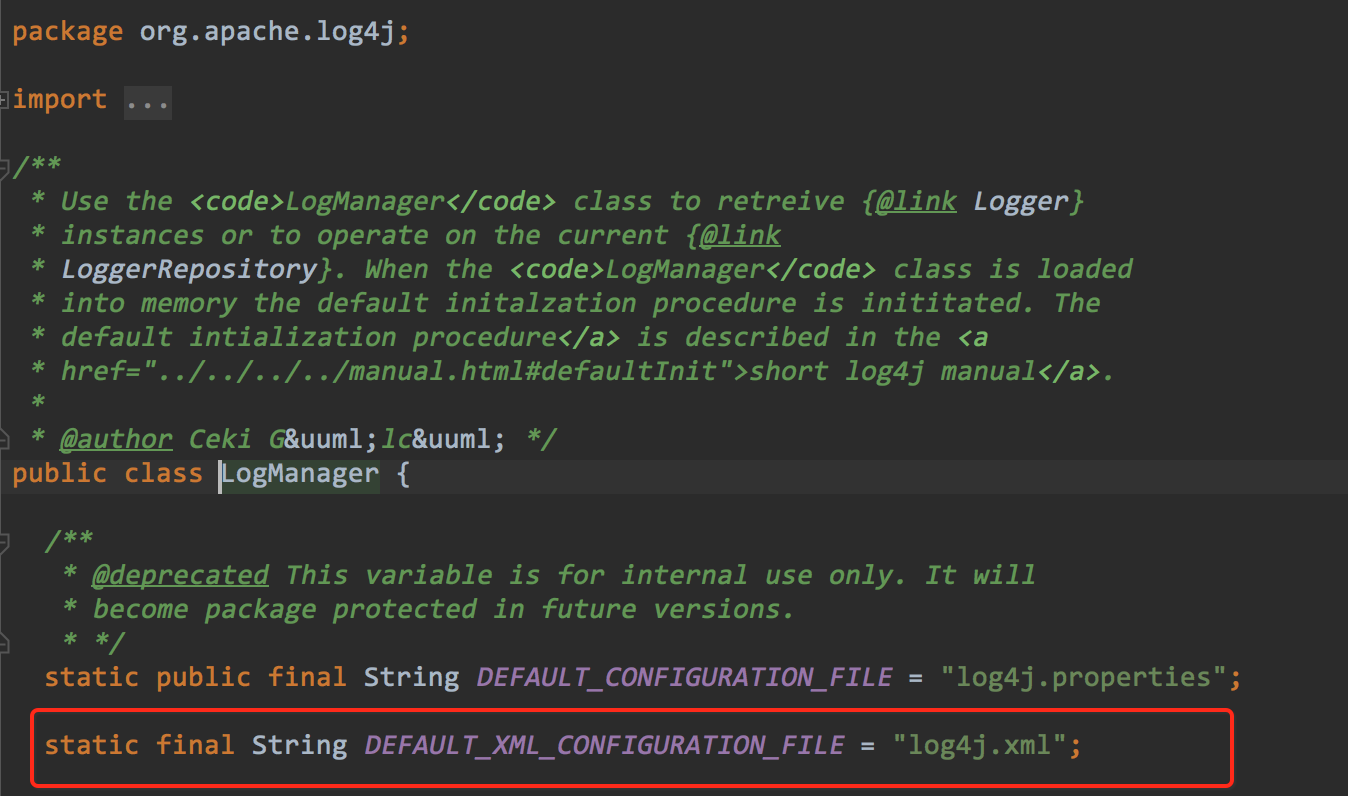 package org.apache.log4j;
import ...
/**
 * Use the <code>LogManager</code> class to retreive {@link Logger}
 * instances or to operate on the current {@link
 * LoggerRepository}. When the <code>LogManager</code> class is loaded
 * into memory the default initalzation procedure is inititated. The
 * default intialization procedure</a> is described in the <a
 * href="../../../../manual.html#defaultInit">short log4j manual</a>.
 *
 * @author Ceki G&uuml;lc&uuml; */
public class LogManager {
  /**
   * @deprecated This variable is for internal use only. It will
   * become package protected in future versions.
   * */
  static public final String DEFAULT_CONFIGURATION_FILE = "log4j.properties";
  static final String DEFAULT_XML_CONFIGURATION_FILE = "log4j.xml";